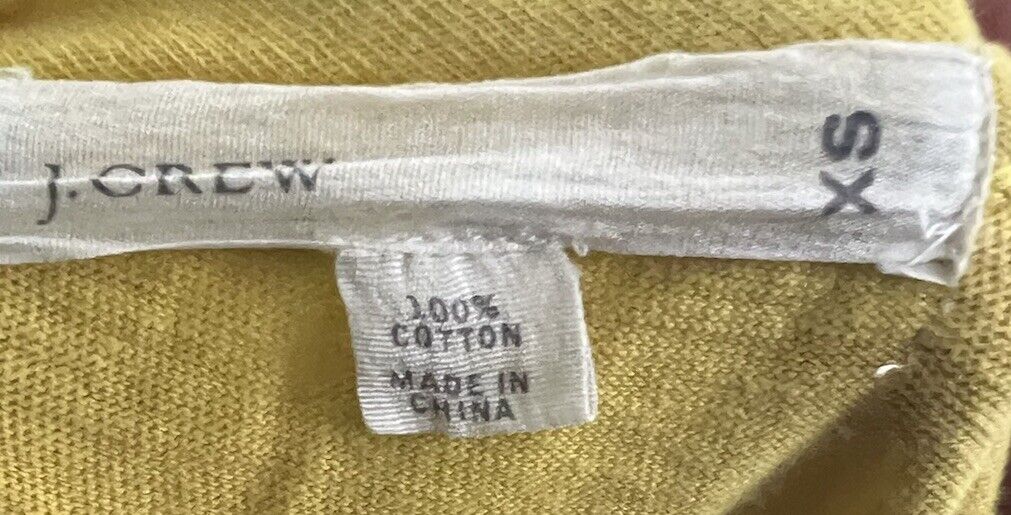 J.CREW
XS
100%
COTTON
MADE IN
CHINA